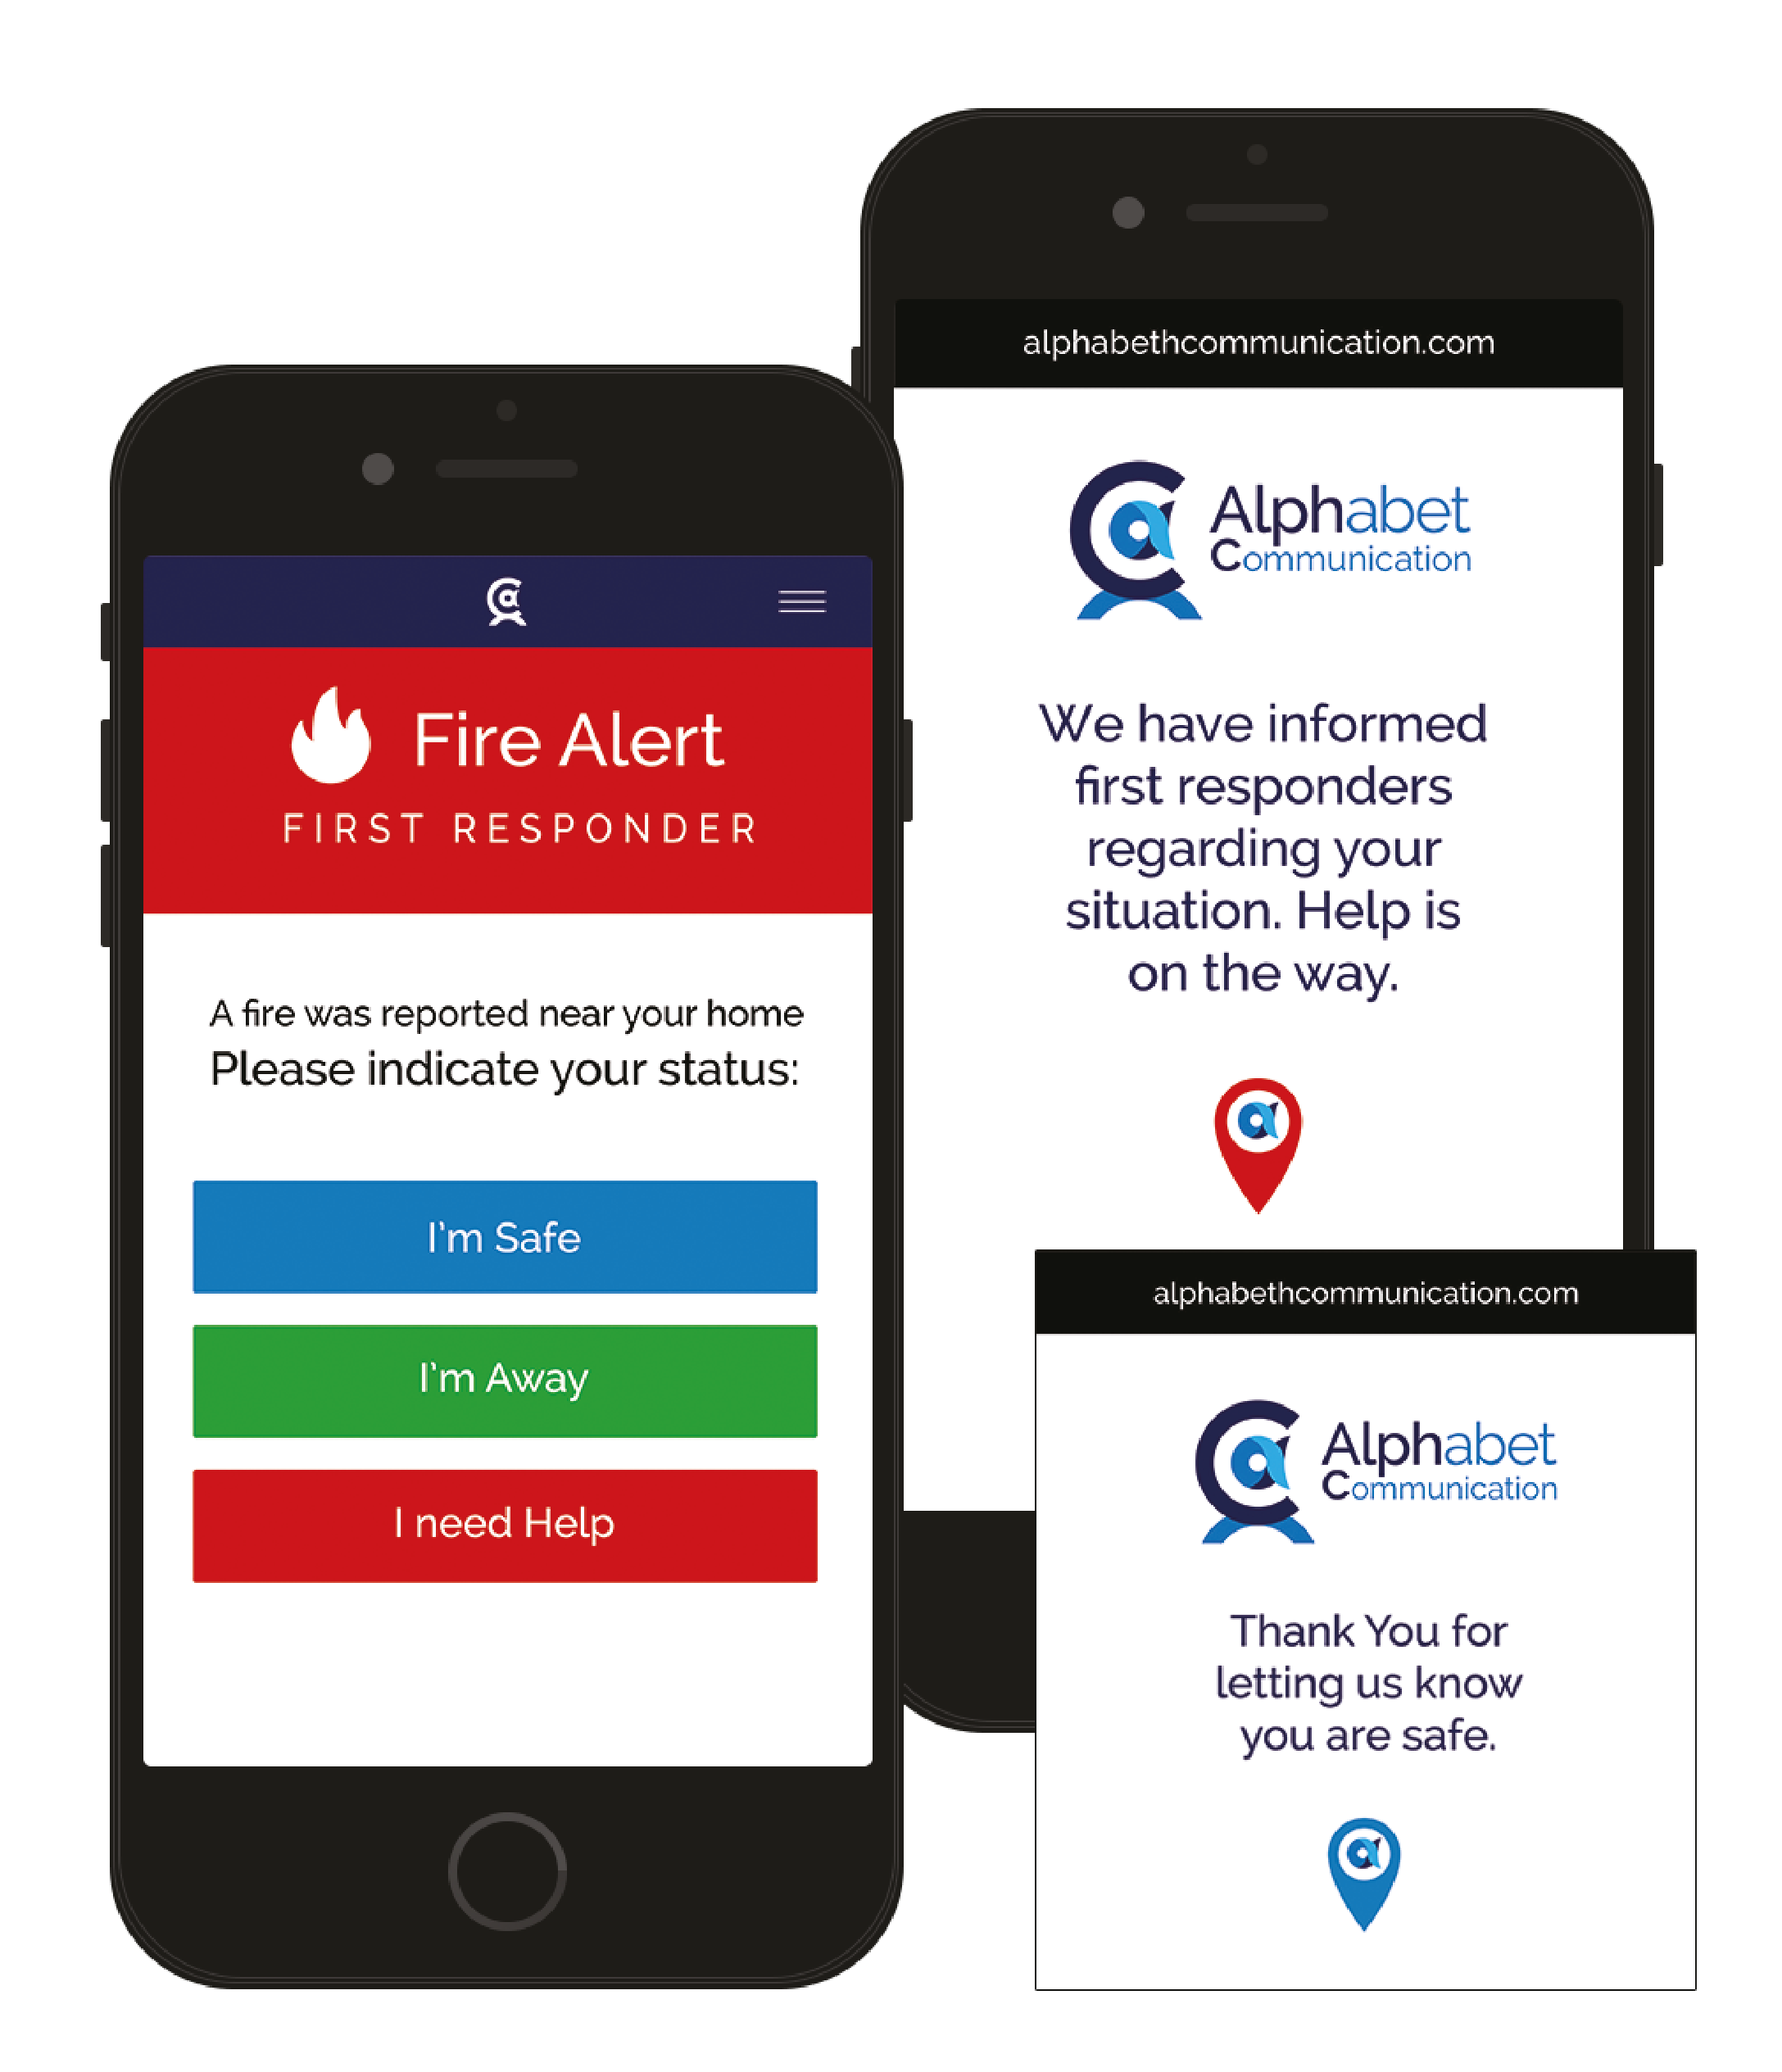 Fire Alert
FIRST RESPONDER
A fire was reported near your home
Please indicate your status:
I'm Safe
I'm Away
I need Help
alphabethcommunication.com
Alphabet
Communication
We have informed
first responders
regarding your
situation. Help is
on the way.
alphabethcommunication.com
Alphabet
Communication
Thank You for
letting us know
you are safe.